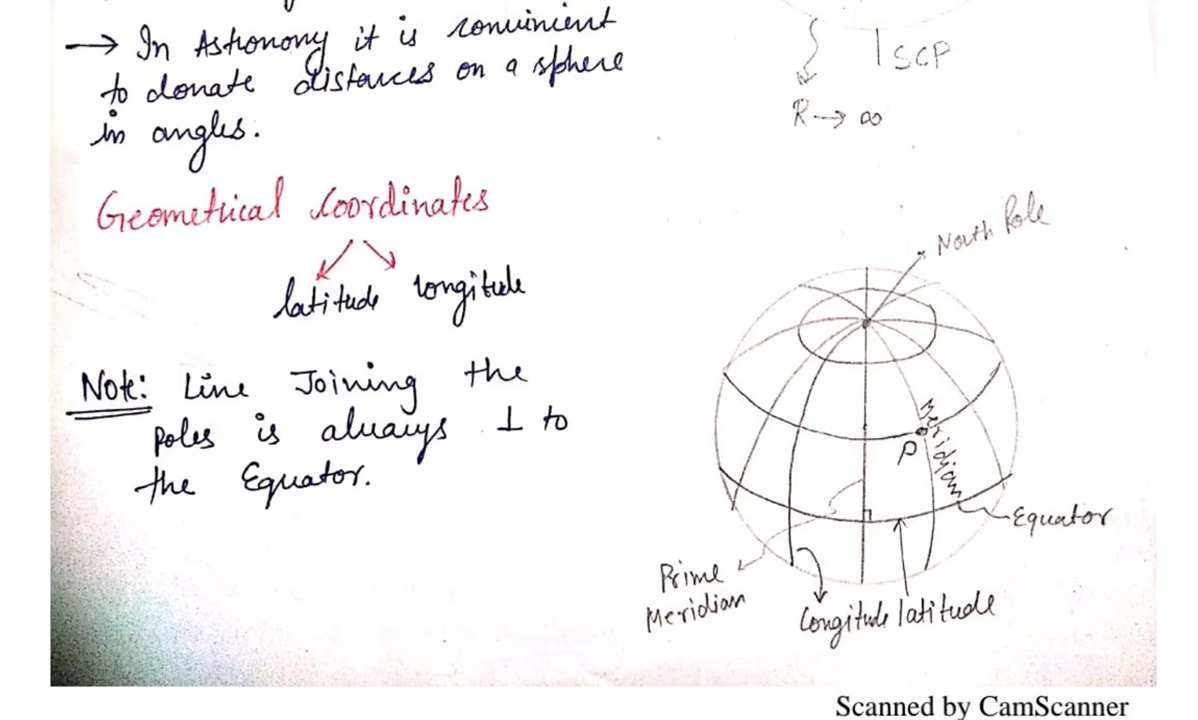 → In Astronomy it is convinient
to donate distances on a sphere
in angles.
SCP
R → ∞
Geometrical Coordinates
latitude longitude
Note: Line Joining the
poles is always ⊥ to
the Equator.
North Pole
Meridian
P
Equator
Prime
Meridian
Longitude
latitude
Scanned by CamScanner